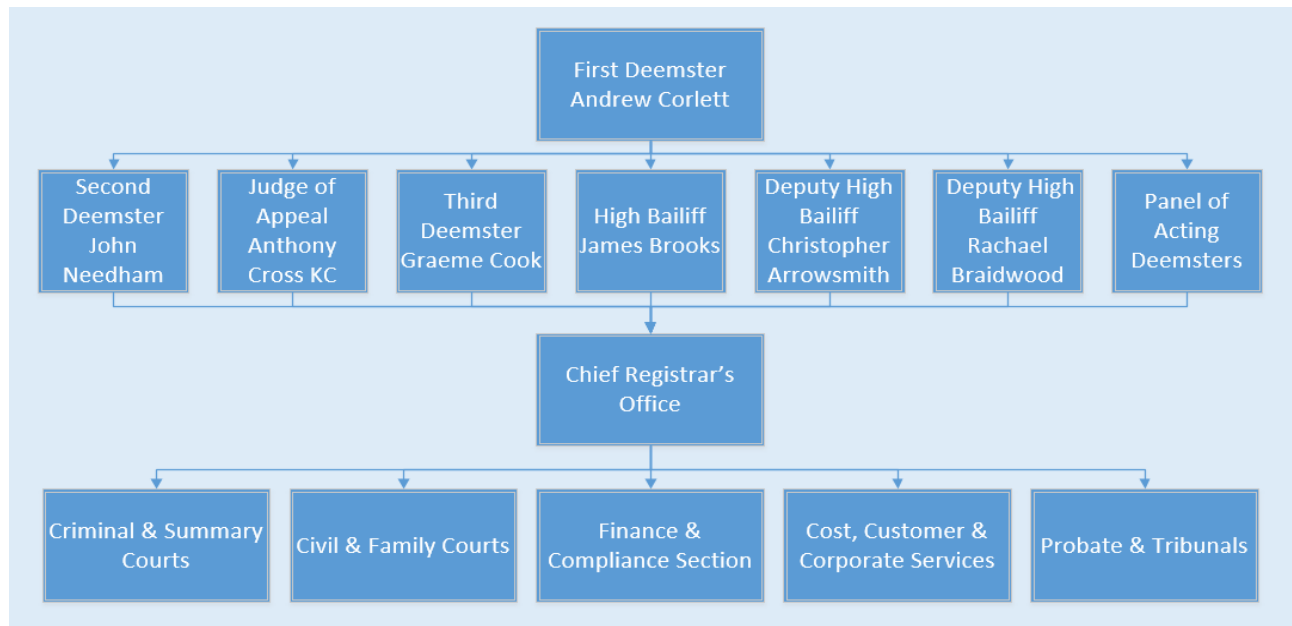 First Deemster
Andrew Corlett
Second
Deemster
John
Needham
Judge of
Appeal
Anthony
Cross KC
Third
Deemster
Graeme Cook
High Bailiff
James Brooks
Deputy High
Bailiff
Christopher
Arrowsmith
Deputy High
Bailiff
Rachael
Braidwood
Panel of
Acting
Deemsters
Chief Registrar’s
Office
Criminal & Summary
Courts
Civil & Family Courts
Finance &
Compliance Section
Cost, Customer &
Corporate Services
Probate & Tribunals